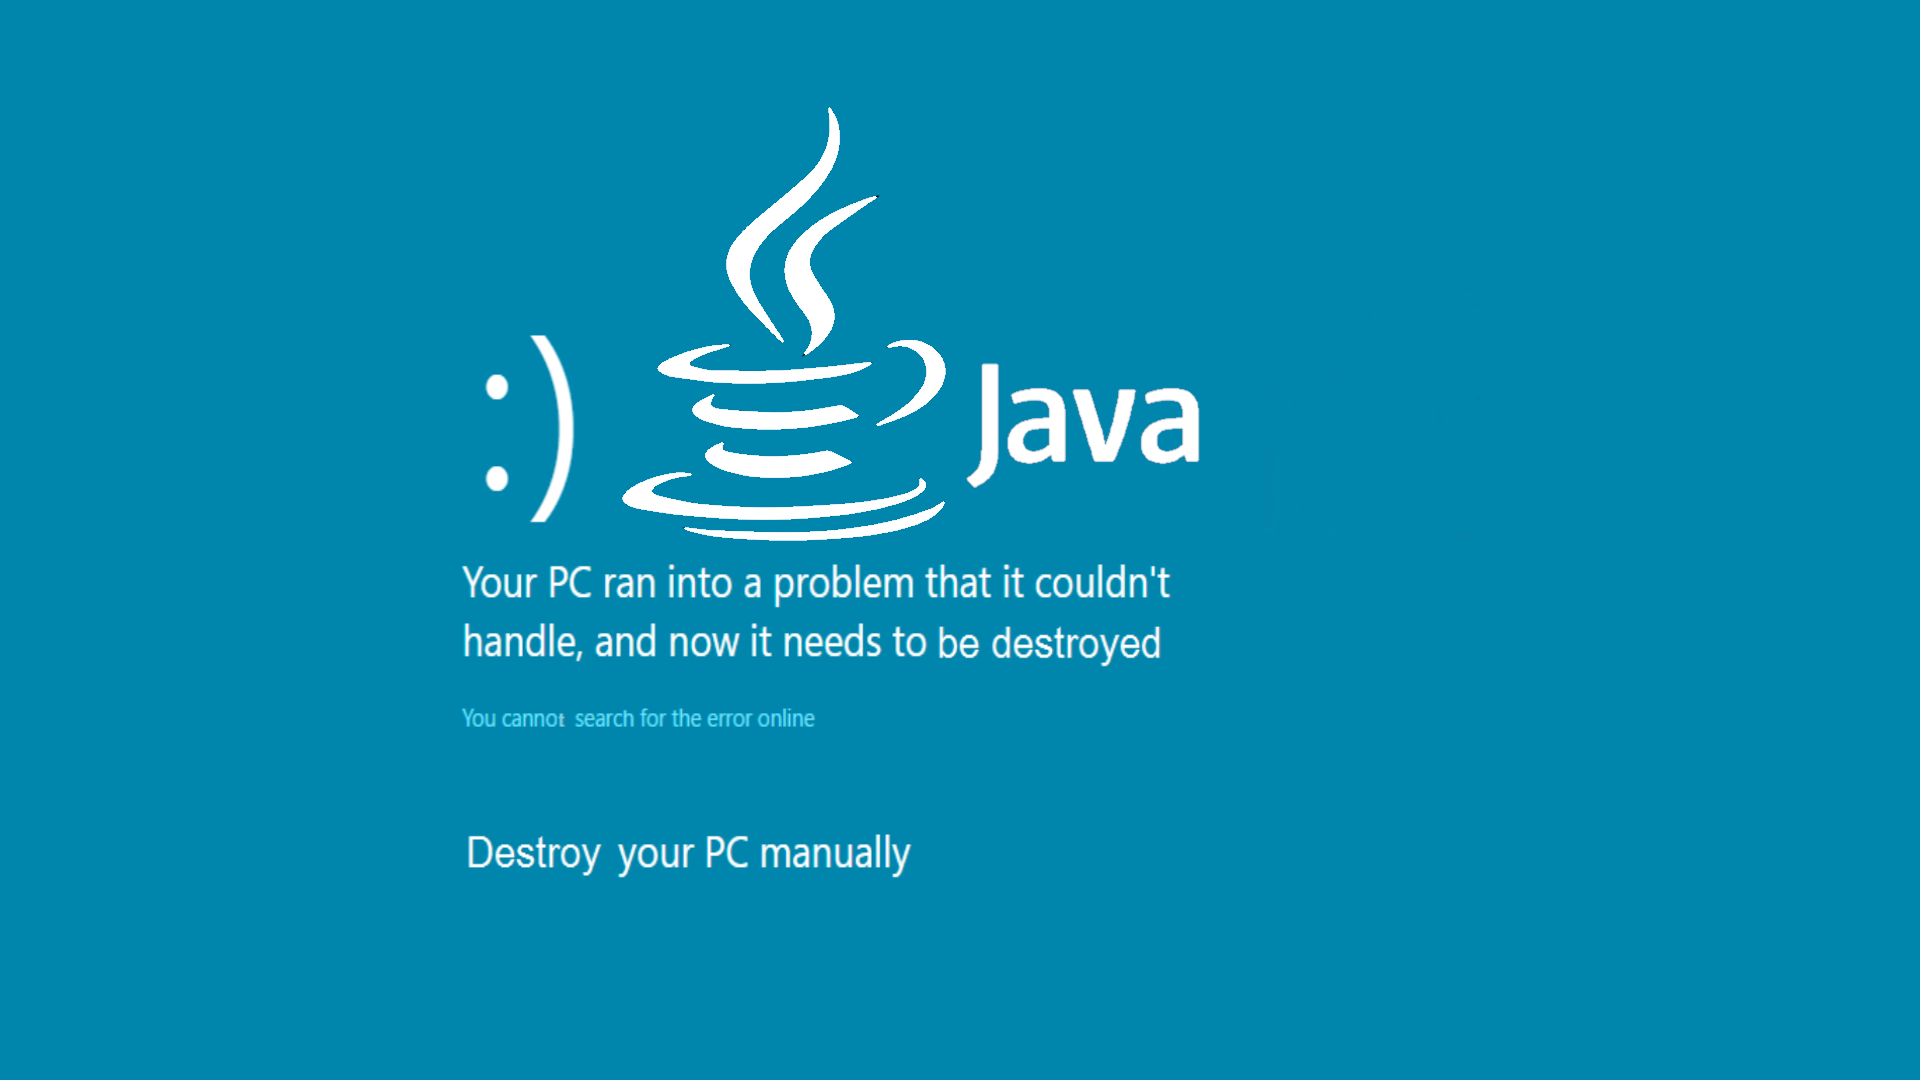 :)
Java
Your PC ran into a problem that it couldn't
handle, and now it needs to be destroyed
You cannot search for the error online
Destroy your PC manually